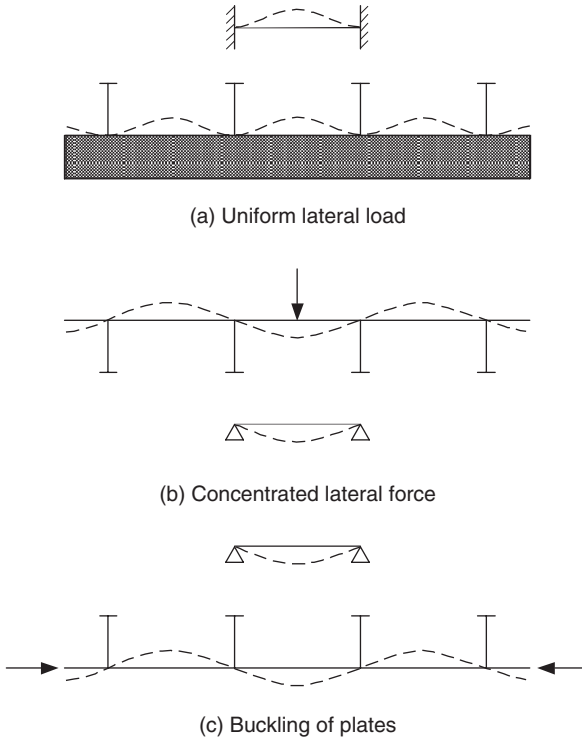 (a) Uniform lateral load
(b) Concentrated lateral force
(c) Buckling of plates